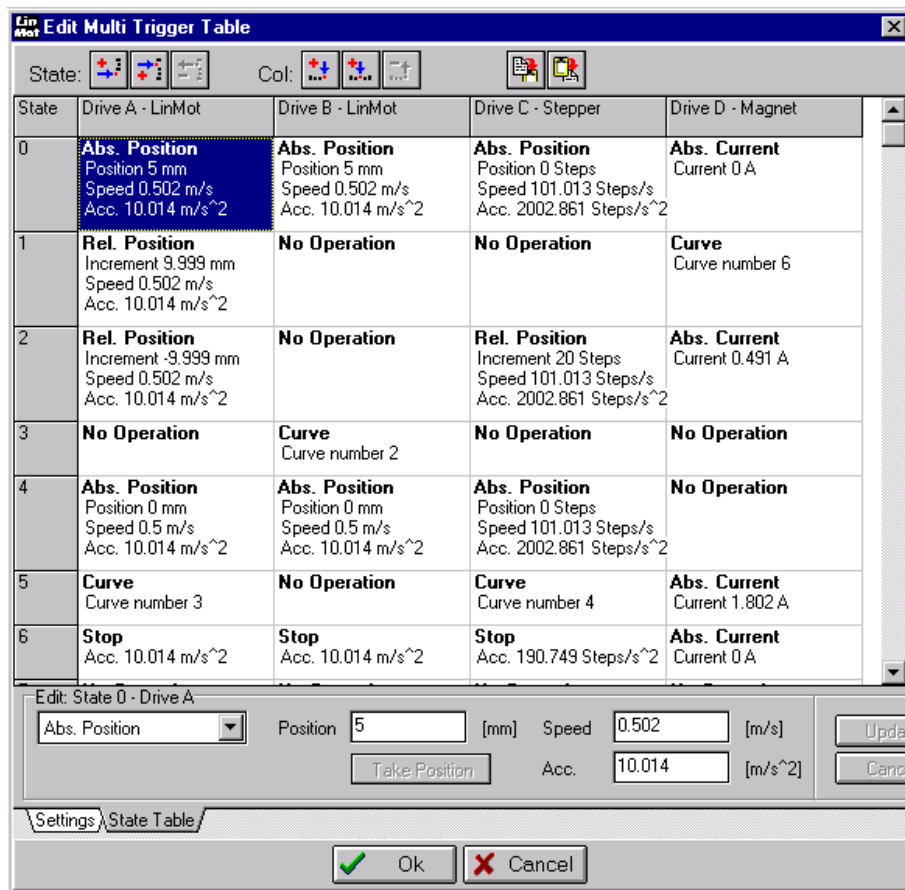 Lin Mot Edit Multi Trigger Table
State: Col:
State Drive A - LinMot Drive B - LinMot Drive C - Stepper Drive D - Magnet
0 Abs. Position Abs. Position Abs. Position Abs. Current
Position 5 mm Position 5 mm Position 0 Steps Current 0 A
Speed 0.502 m/s Speed 0.502 m/s Speed 101.013 Steps/s
Acc. 10.014 m/s^2 Acc. 10.014 m/s^2 Acc. 2002.861 Steps/s^2
1 Rel. Position No Operation No Operation Curve
Increment 9.999 mm Curve number 6
Speed 0.502 m/s
Acc. 10.014 m/s^2
2 Rel. Position No Operation Rel. Position Abs. Current
Increment -9.999 mm Increment 20 Steps Current 0.491 A
Speed 0.502 m/s Speed 101.013 Steps/s
Acc. 10.014 m/s^2 Acc. 2002.861 Steps/s^2
3 No Operation Curve No Operation No Operation
Curve number 2
4 Abs. Position Abs. Position Abs. Position No Operation
Position 0 mm Position 0 mm Position 0 Steps
Speed 0.5 m/s Speed 0.5 m/s Speed 101.013 Steps/s
Acc. 10.014 m/s^2 Acc. 10.014 m/s^2 Acc. 2002.861 Steps/s^2
5 Curve No Operation Curve Abs. Current
Curve number 3 Curve number 4 Current 1.802 A
6 Stop Stop Stop Abs. Current
Acc. 10.014 m/s^2 Acc. 10.014 m/s^2 Acc. 190.749 Steps/s^2 Current 0 A
Edit: State 0 - Drive A
Abs. Position Position 5 [mm] Speed 0.502 [m/s] Upda
Take Position Acc. 10.014 [m/s^2] Canc
Settings State Table
Ok Cancel